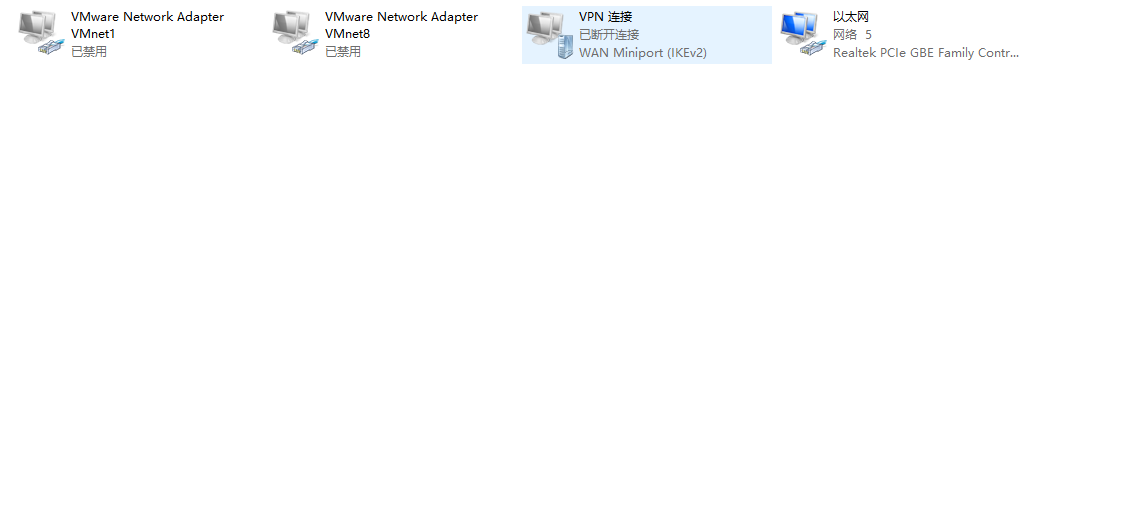 VMware Network Adapter
VMnet1
已禁用
VMware Network Adapter
VMnet8
已禁用
VPN 连接
已断开连接
WAN Miniport (IKEv2)
以太网
网络 5
Realtek PCIe GBE Family Contr...